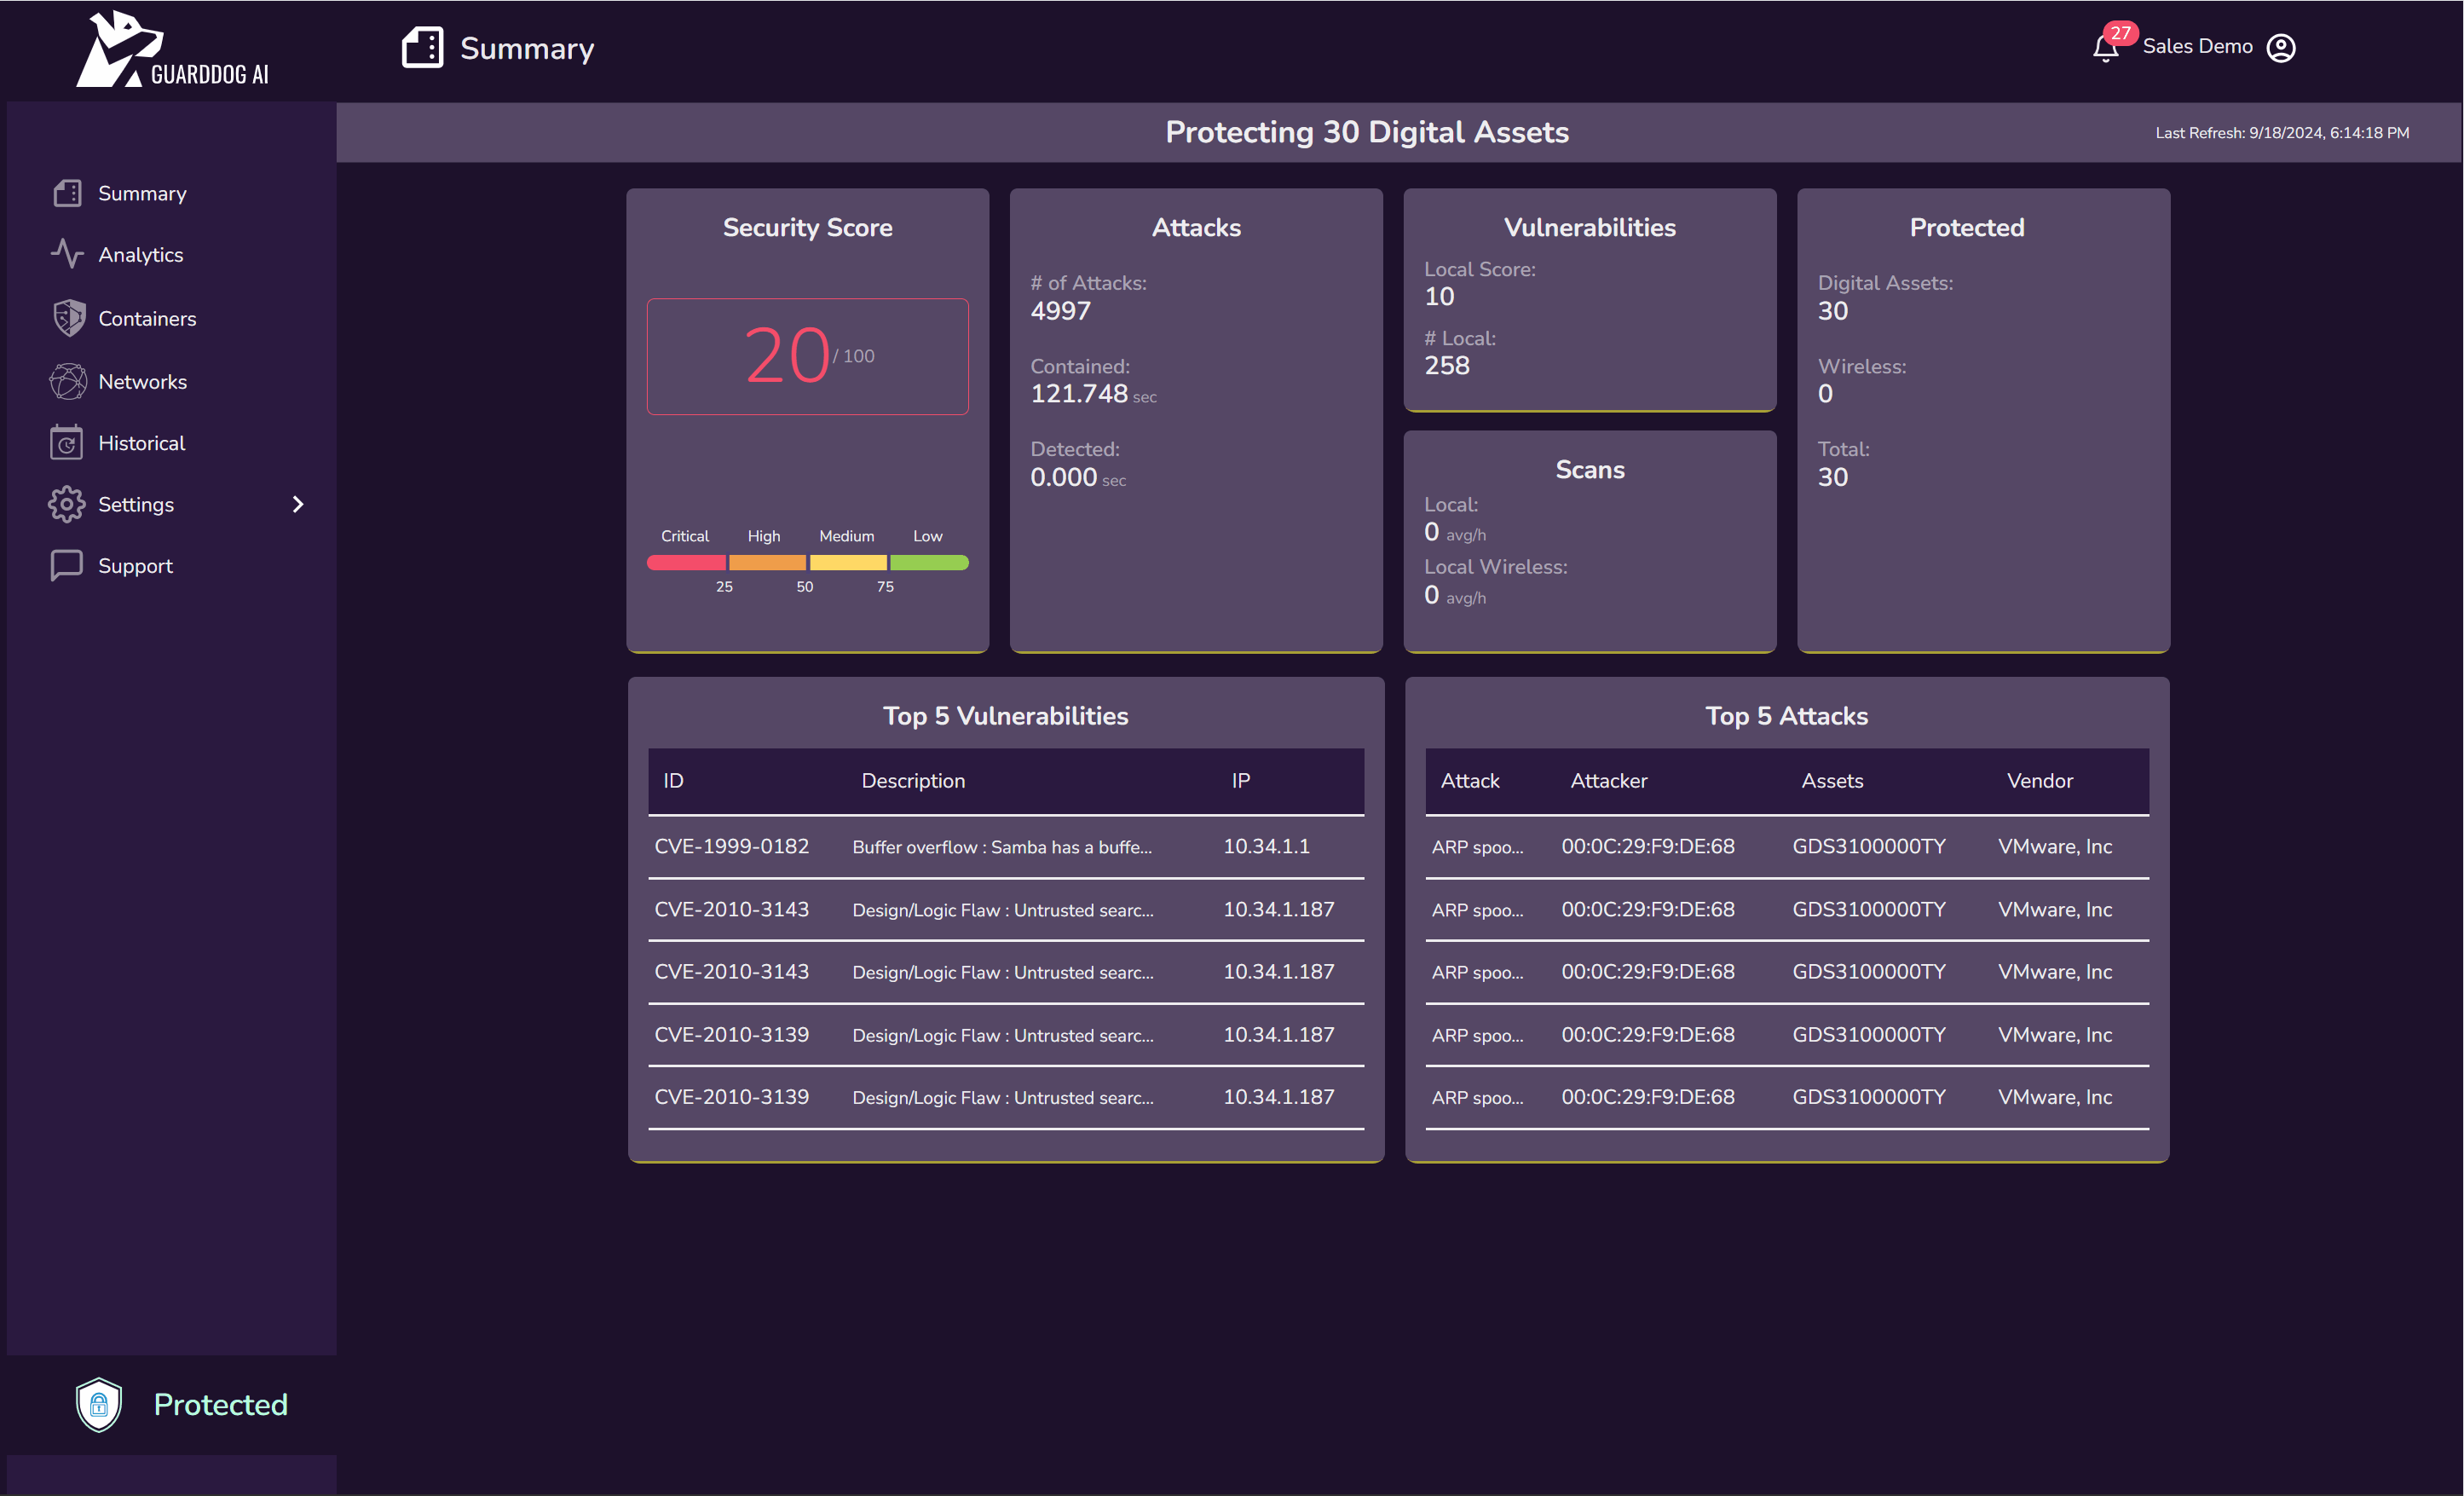 GUARDDOG AI
Summary
27
Sales Demo
Protecting 30 Digital Assets
Last Refresh: 9/18/2024, 6:14:18 PM
Summary
Analytics
Containers
Networks
Historical
Settings
Support
Protected
Security Score
20 / 100
Critical High Medium Low
25 50 75
Attacks
# of Attacks:
4997
Contained:
121.748 sec
Detected:
0.000 sec
Vulnerabilities
Local Score:
10
# Local:
258
Scans
Local:
0 avg/h
Local Wireless:
0 avg/h
Protected
Digital Assets:
30
Wireless:
0
Total:
30
Top 5 Vulnerabilities
ID Description IP
CVE-1999-0182 Buffer overflow : Samba has a buffe... 10.34.1.1
CVE-2010-3143 Design/Logic Flaw : Untrusted searc... 10.34.1.187
CVE-2010-3143 Design/Logic Flaw : Untrusted searc... 10.34.1.187
CVE-2010-3139 Design/Logic Flaw : Untrusted searc... 10.34.1.187
CVE-2010-3139 Design/Logic Flaw : Untrusted searc... 10.34.1.187
Top 5 Attacks
Attack Attacker Assets Vendor
ARP spoo... 00:0C:29:F9:DE:68 GDS3100000TY VMware, Inc
ARP spoo... 00:0C:29:F9:DE:68 GDS3100000TY VMware, Inc
ARP spoo... 00:0C:29:F9:DE:68 GDS3100000TY VMware, Inc
ARP spoo... 00:0C:29:F9:DE:68 GDS3100000TY VMware, Inc
ARP spoo... 00:0C:29:F9:DE:68 GDS3100000TY VMware, Inc